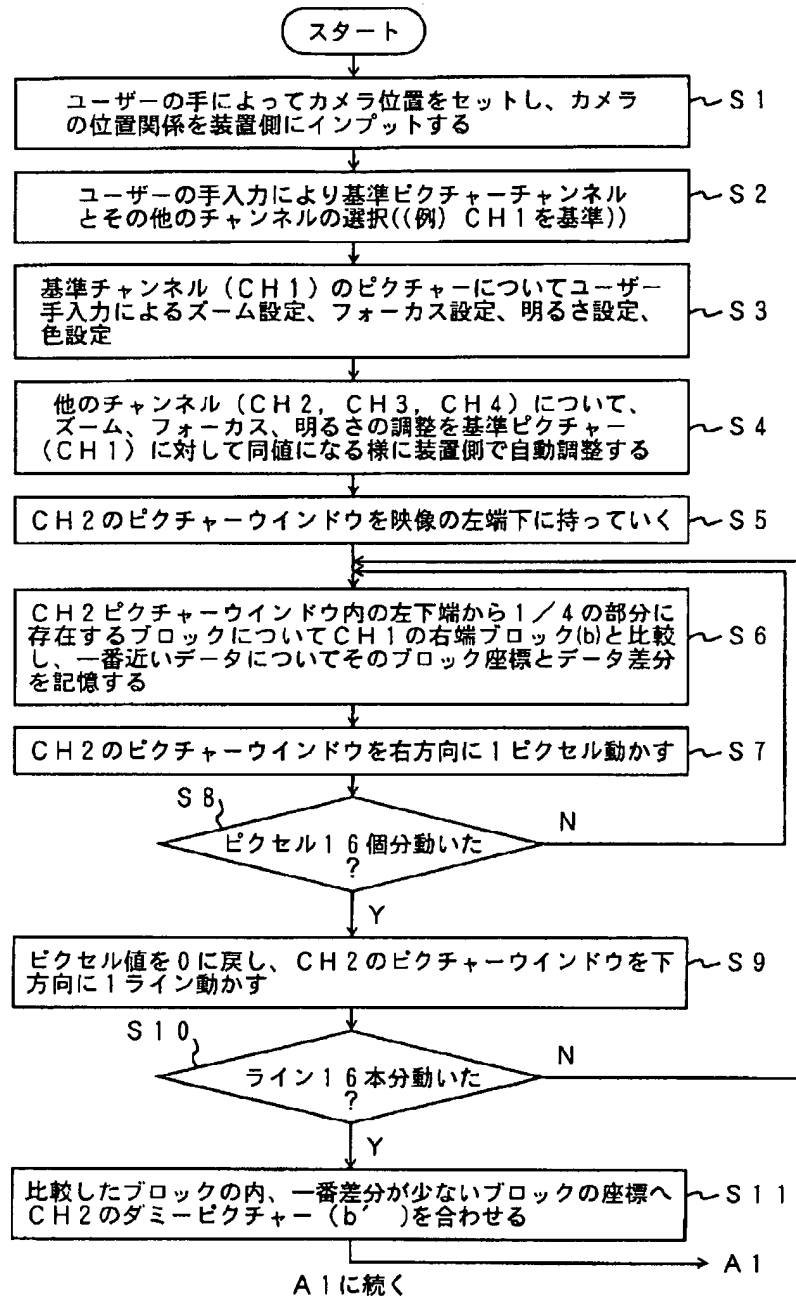 スタート
ユーザーの手によってカメラ位置をセットし、カメラ
の位置関係を装置側にインプットする
S1
ユーザーの手入力により基準ピクチャーチャンネル
とその他のチャンネルの選択((例) CH1を基準))
S2
基準チャンネル(CH1)のピクチャーについてユーザー
手入力によるズーム設定、フォーカス設定、明るさ設定、
色設定
S3
他のチャンネル(CH2, CH3, CH4)について、
ズーム、フォーカス、明るさの調整を基準ピクチャー
(CH1)に対して同値になる様に装置側で自動調整する
S4
CH2のピクチャーウインドウを映像の左端下に持っていく
S5
CH2ピクチャーウインドウ内の左下端から1/4の部分に
存在するブロックについてCH1の右端ブロック(b)と比較
し、一番近いデータについてそのブロック座標とデータ差分
を記憶する
S6
CH2のピクチャーウインドウを右方向に1ピクセル動かす
S7
S8
ピクセル16個分動いた
?
N
Y
ピクセル値を0に戻し、CH2のピクチャーウインドウを下
方向に1ライン動かす
S9
S10
ライン16本分動いた
?
N
Y
比較したブロックの内、一番差分が少ないブロックの座標へ
CH2のダミーピクチャー(b′)を合わせる
S11
A1
A1に続く